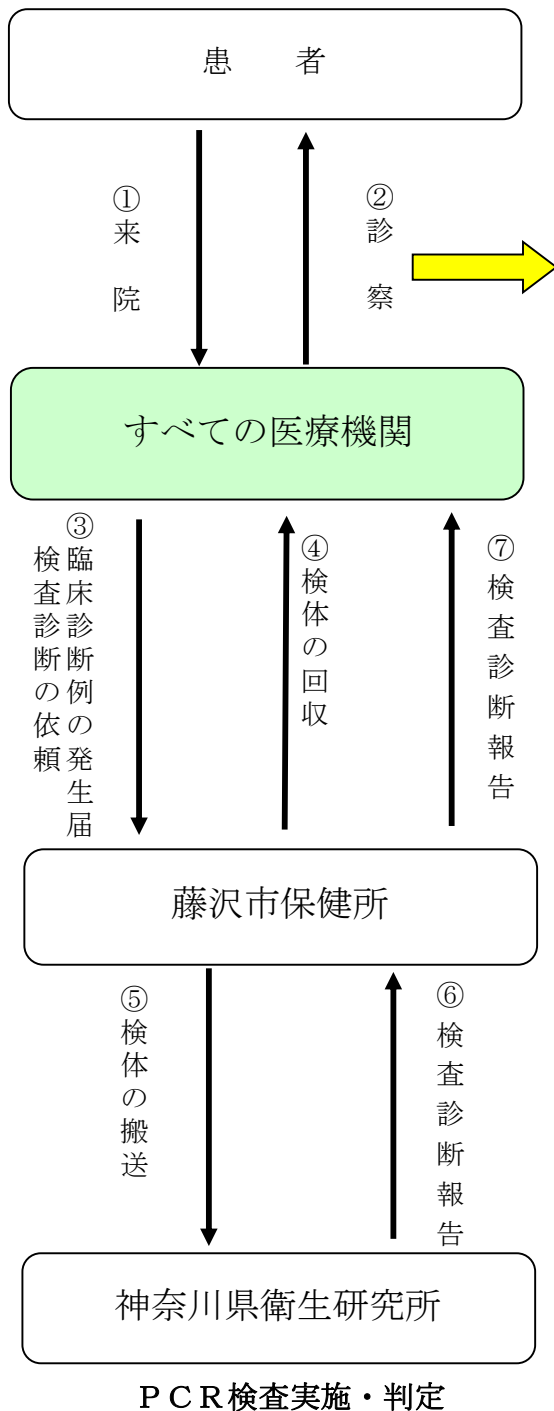 患　　者
①来　院
②診　察
すべての医療機関
③臨床診断例の発生届
検査診断の依頼
④検体の回収
⑦検査診断報告
藤沢市保健所
⑤検体の搬送
⑥検査診断報告
神奈川県衛生研究所
ＰＣＲ検査実施・判定